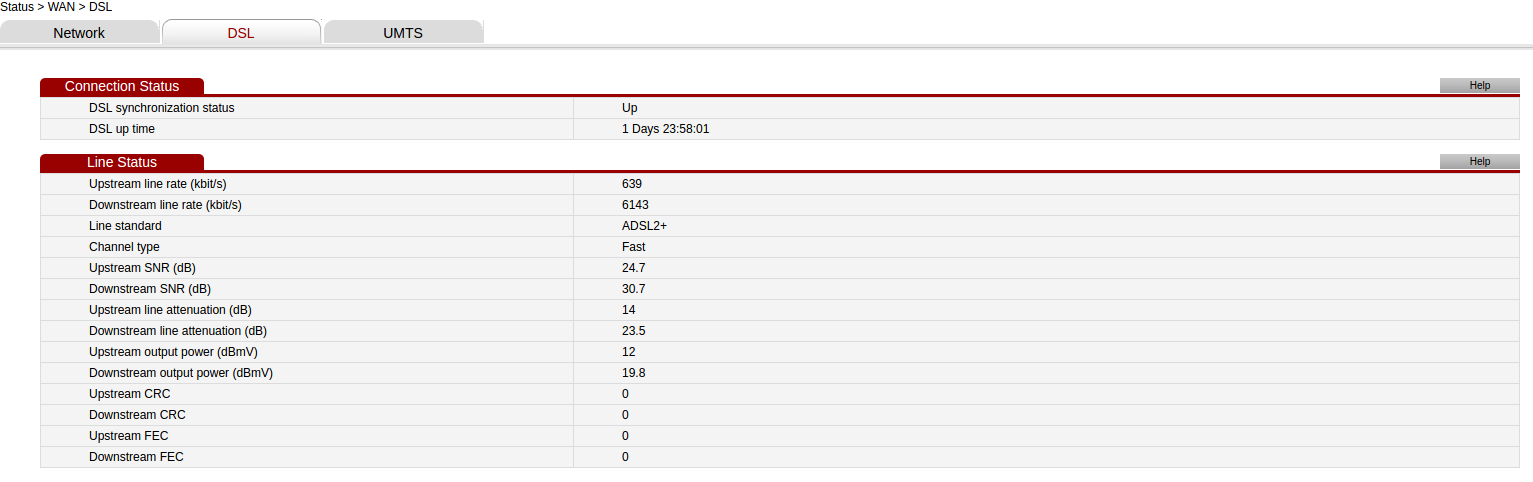 Status > WAN > DSL
Network DSL UMTS
Connection Status Help
DSL synchronization status Up
DSL up time 1 Days 23:58:01
Line Status Help
Upstream line rate (kbit/s) 639
Downstream line rate (kbit/s) 6143
Line standard ADSL2+
Channel type Fast
Upstream SNR (dB) 24.7
Downstream SNR (dB) 30.7
Upstream line attenuation (dB) 14
Downstream line attenuation (dB) 23.5
Upstream output power (dBmV) 12
Downstream output power (dBmV) 19.8
Upstream CRC 0
Downstream CRC 0
Upstream FEC 0
Downstream FEC 0